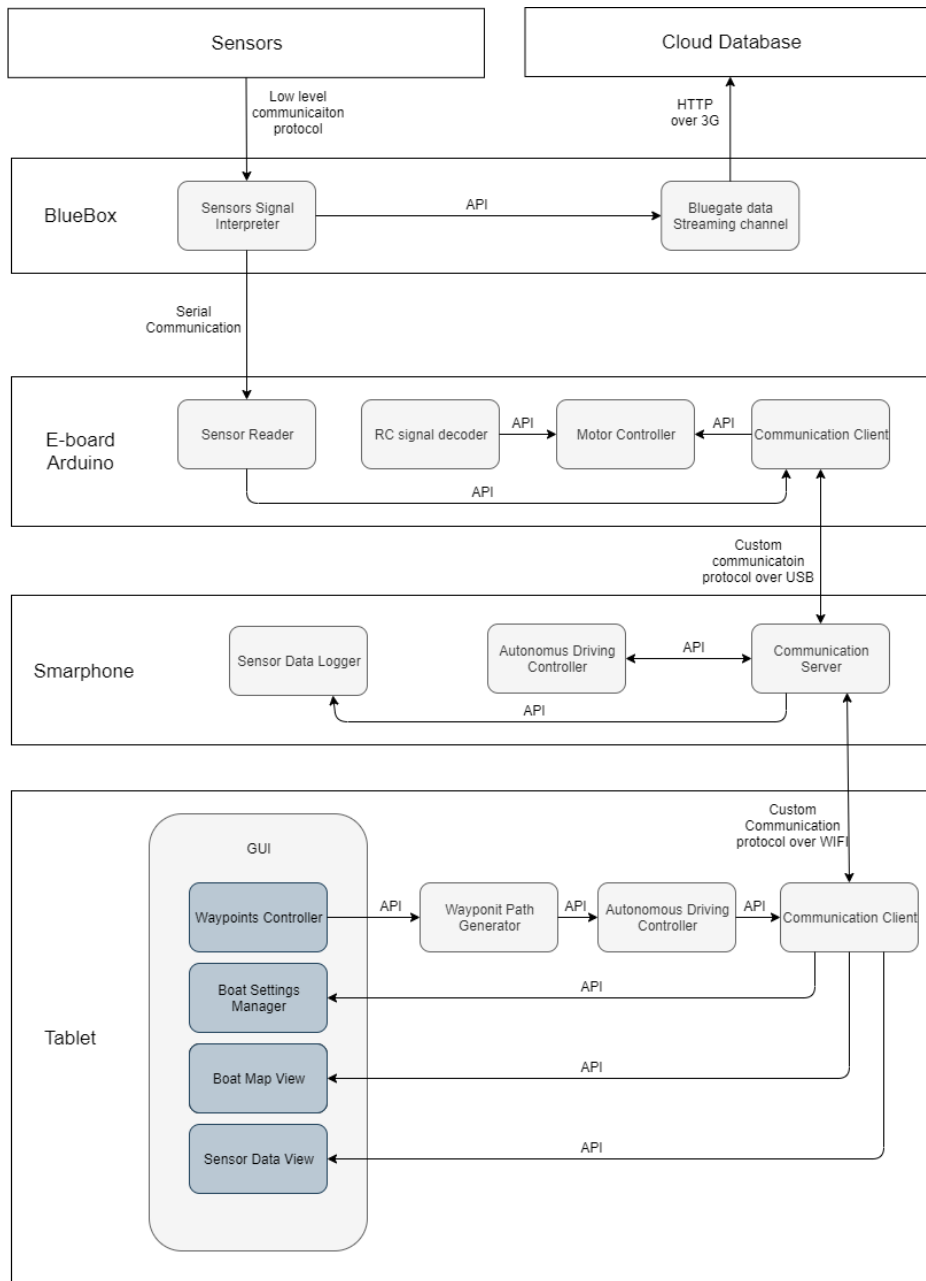 Sensors
Cloud Database
Low level
communicaiton
protocol
HTTP
over 3G
BlueBox
Sensors Signal
Interpreter
API
Bluegate data
Streaming channel
Serial
Communication
E-board
Arduino
Sensor Reader
RC signal decoder
API
Motor Controller
API
Communication Client
API
Custom
communicatoin
protocol over USB
Smarphone
Sensor Data Logger
Autonomus Driving
Controller
API
Communication
Server
API
Custom
Communication
protocol over WIFI
Tablet
GUI
Waypoints Controller
API
Wayponit Path
Generator
API
Autonomous Driving
Controller
API
Communication Client
Boat Settings
Manager
API
Boat Map View
API
Sensor Data View
API